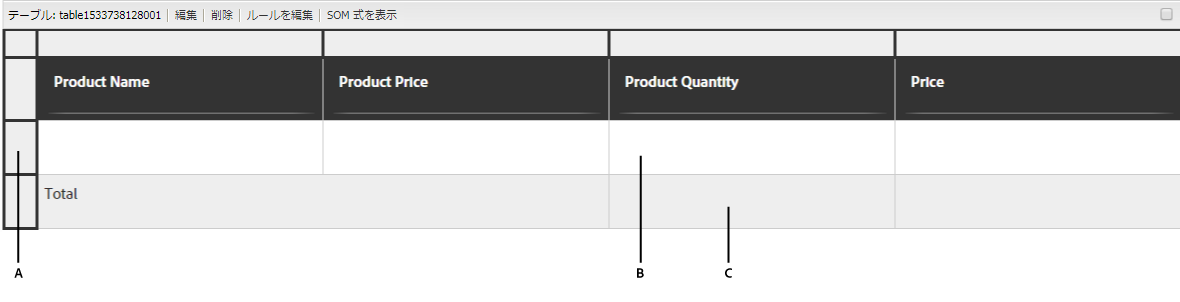 テーブル: table1533738128001 | 編集 | 削除 | ルールを編集 | SOM 式を表示
Product Name Product Price Product Quantity Price
Total
A B C